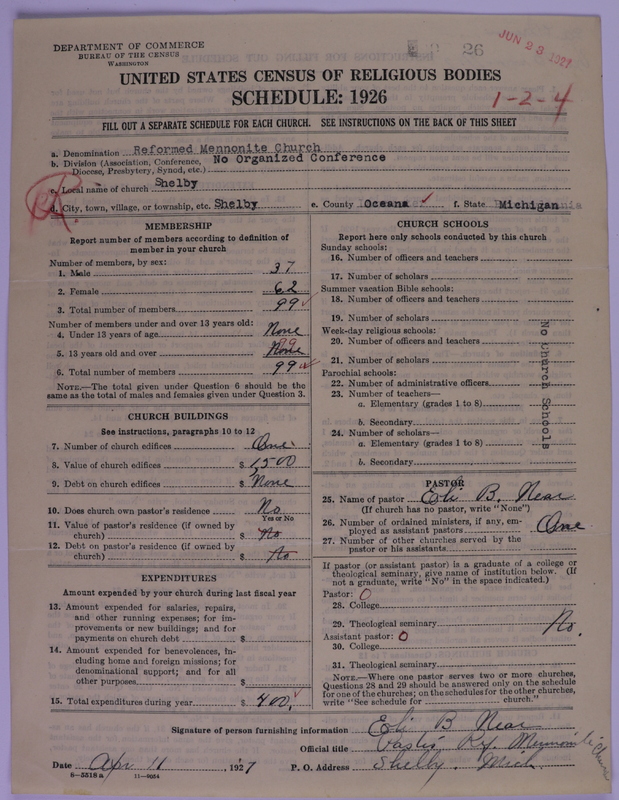 DEPARTMENT OF COMMERCE
BUREAU OF THE CENSUS
WASHINGTON
26
JUN 23 1927
UNITED STATES CENSUS OF RELIGIOUS BODIES
SCHEDULE: 1926
1-2-4
FILL OUT A SEPARATE SCHEDULE FOR EACH CHURCH. SEE INSTRUCTIONS ON THE BACK OF THIS SHEET
a. Denomination Reformed Mennonite Church
b. Division (Association, Conference, Diocese, Presbytery, Synod, etc.) No Organized Conference
c. Local name of church Shelby
d. City, town, village, or township, etc. Shelby e. County Oceana f. State Michigan
MEMBERSHIP
Report number of members according to definition of
member in your church
Number of members, by sex:
1. Male 37
2. Female 62
3. Total number of members 99
Number of members under and over 13 years old:
4. Under 13 years of age None
5. 13 years old and over None 99
6. Total number of members 99
NOTE.—The total given under Question 6 should be the
same as the total of males and females given under Question 3.
CHURCH BUILDINGS
See instructions, paragraphs 10 to 12
7. Number of church edifices One
8. Value of church edifices $ 1,500
9. Debt on church edifices $ None
10. Does church own pastor's residence? No
Yes or No
11. Value of pastor's residence (if owned by
church) $ No
12. Debt on pastor's residence (if owned by
church) $ No
EXPENDITURES
Amount expended by your church during last fiscal year
13. Amount expended for salaries, repairs,
and other running expenses; for im-
provements or new buildings; and for
payments on church debt $
14. Amount expended for benevolences, in-
cluding home and foreign missions; for
denominational support; and for all
other purposes $
15. Total expenditures during year $ 400.
CHURCH SCHOOLS
Report here only schools conducted by this church
Sunday schools:
16. Number of officers and teachers
17. Number of scholars
Summer vacation Bible schools:
18. Number of officers and teachers
19. Number of scholars
Week-day religious schools:
20. Number of officers and teachers
21. Number of scholars
Parochial schools:
22. Number of administrative officers
23. Number of teachers—
a. Elementary (grades 1 to 8)
b. Secondary
24. Number of scholars—
a. Elementary (grades 1 to 8)
b. Secondary
No Church Schools
PASTOR
25. Name of pastor Eli B. Near
(If church has no pastor, write "None")
26. Number of ordained ministers, if any, em-
ployed as assistant pastors One
27. Number of other churches served by the
pastor or his assistants
If pastor (or assistant pastor) is a graduate of a college or
theological seminary, give name of institution below. (If
not a graduate, write "No" in the space indicated.)
Pastor: 0
28. College
29. Theological seminary No.
Assistant pastor: 0
30. College
31. Theological seminary
NOTE.—Where one pastor serves two or more churches,
Questions 28 and 29 should be answered only on the schedule
for one of the churches; on the schedules for the other churches,
write "See schedule for church."
Signature of person furnishing information Eli B Near
Official title Pastor Rf. Mennonite Church
Date Apr 11, 1927 P. O. Address Shelby. Mich
8—5518 a 11—9054